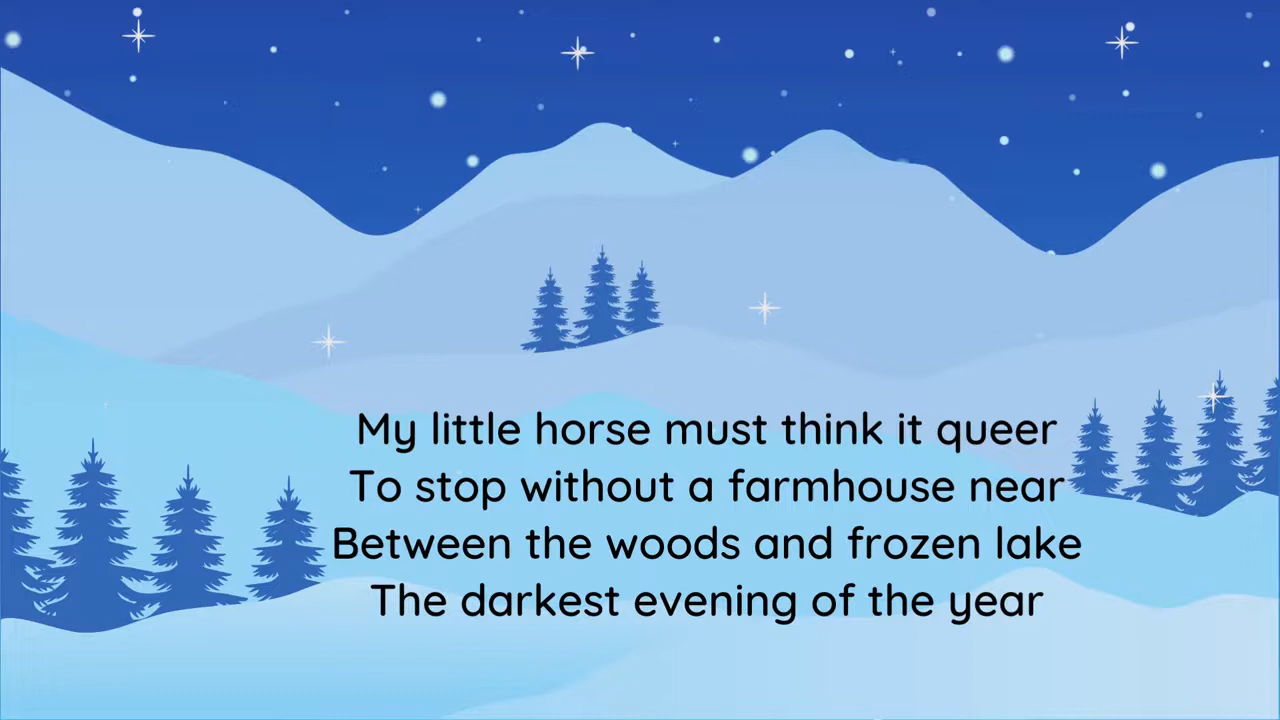 My little horse must think it queer
To stop without a farmhouse near
Between the woods and frozen lake
The darkest evening of the year